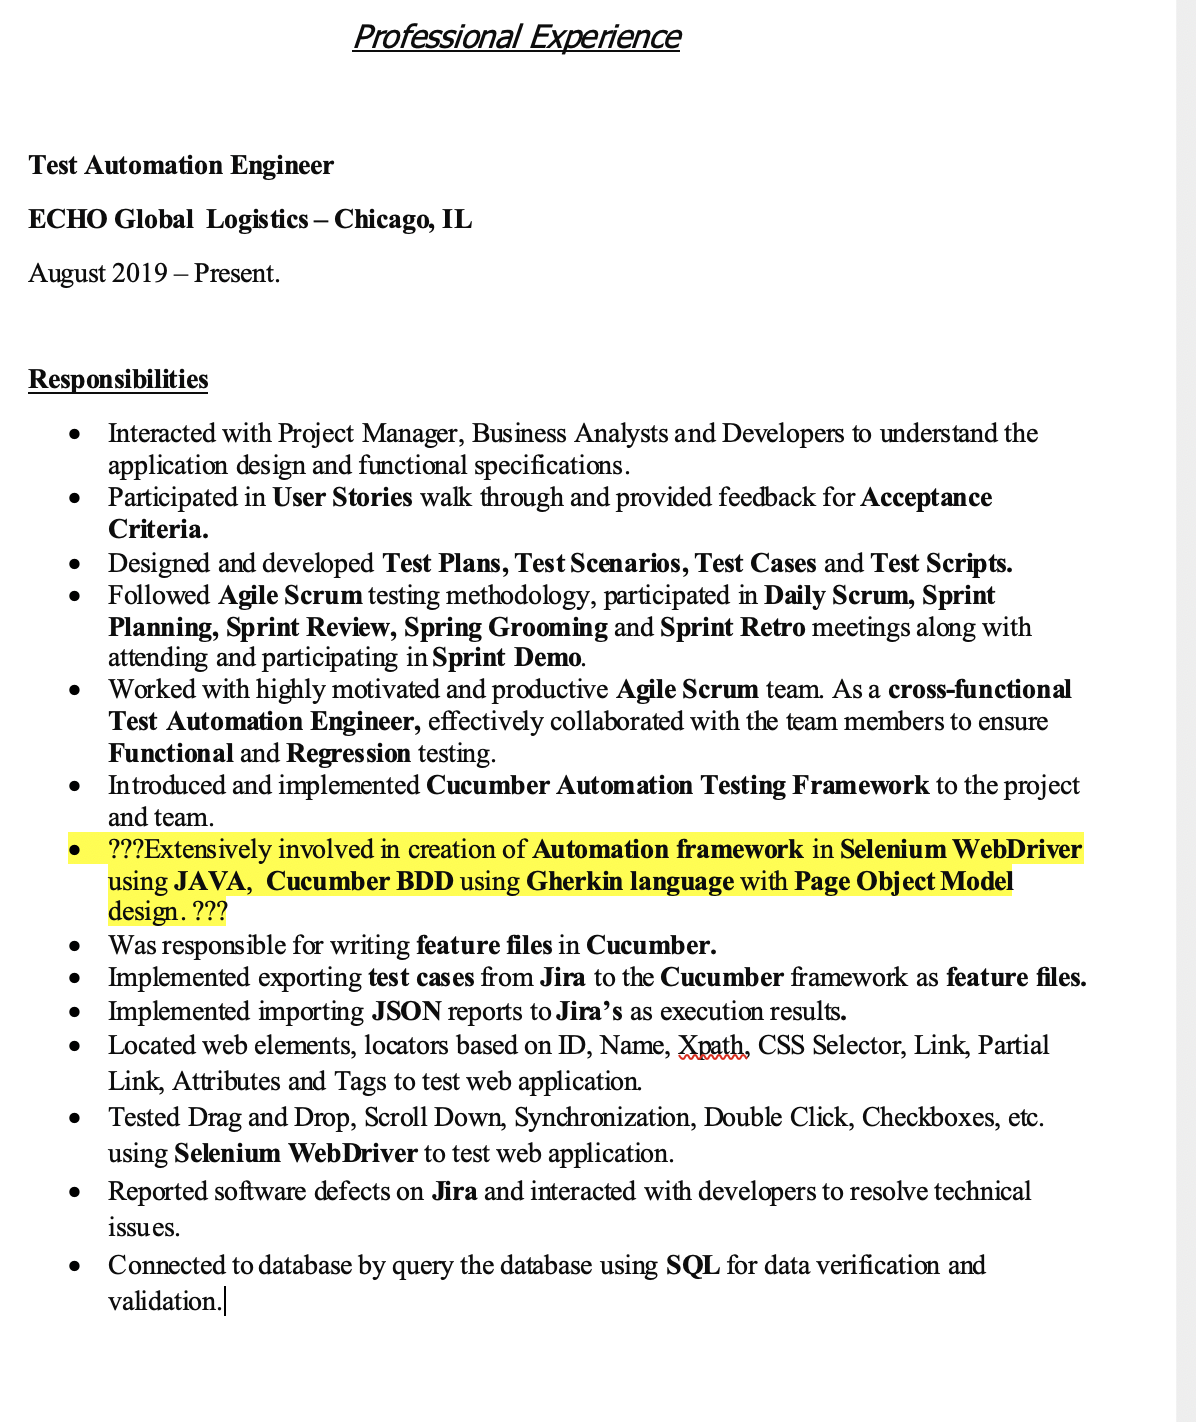 Professional Experience
Test Automation Engineer
ECHO Global  Logistics – Chicago, IL
August 2019 – Present.
Responsibilities
• Interacted with Project Manager, Business Analysts and Developers to understand the
application design and functional specifications.
• Participated in User Stories walk through and provided feedback for Acceptance
Criteria.
• Designed and developed Test Plans, Test Scenarios, Test Cases and Test Scripts.
• Followed Agile Scrum testing methodology, participated in Daily Scrum, Sprint
Planning, Sprint Review, Spring Grooming and Sprint Retro meetings along with
attending and participating in Sprint Demo.
• Worked with highly motivated and productive Agile Scrum team. As a cross-functional
Test Automation Engineer, effectively collaborated with the team members to ensure
Functional and Regression testing.
• Introduced and implemented Cucumber Automation Testing Framework to the project
and team.
• ???Extensively involved in creation of Automation framework in Selenium WebDriver
using JAVA,  Cucumber BDD using Gherkin language with Page Object Model
design. ???
• Was responsible for writing feature files in Cucumber.
• Implemented exporting test cases from Jira to the Cucumber framework as feature files.
• Implemented importing JSON reports to Jira’s as execution results.
• Located web elements, locators based on ID, Name, Xpath, CSS Selector, Link, Partial
Link, Attributes and Tags to test web application.
• Tested Drag and Drop, Scroll Down, Synchronization, Double Click, Checkboxes, etc.
using Selenium WebDriver to test web application.
• Reported software defects on Jira and interacted with developers to resolve technical
issues.
• Connected to database by query the database using SQL for data verification and
validation.